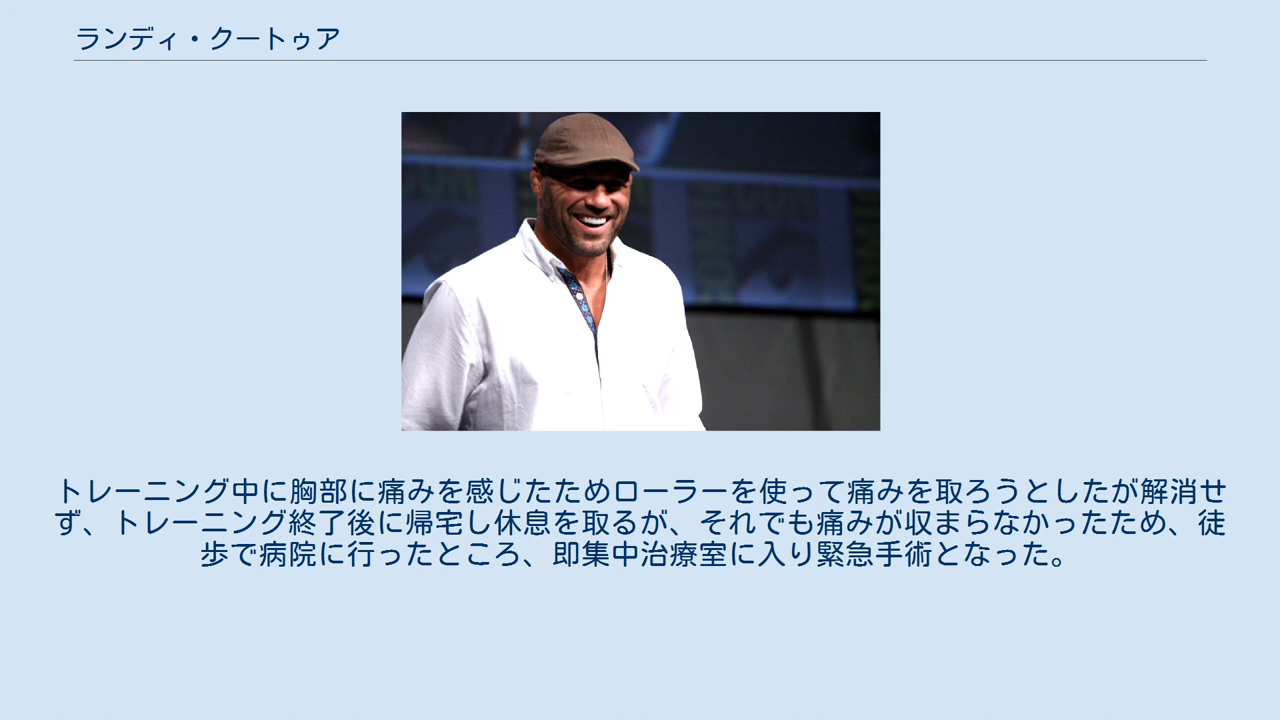 ランディ・クートゥア
トレーニング中に胸部に痛みを感じたためローラーを使って痛みを取ろうとしたが解消せ
ず、トレーニング終了後に帰宅し休息を取るが、それでも痛みが収まらなかったため、徒
歩で病院に行ったところ、即集中治療室に入り緊急手術となった。